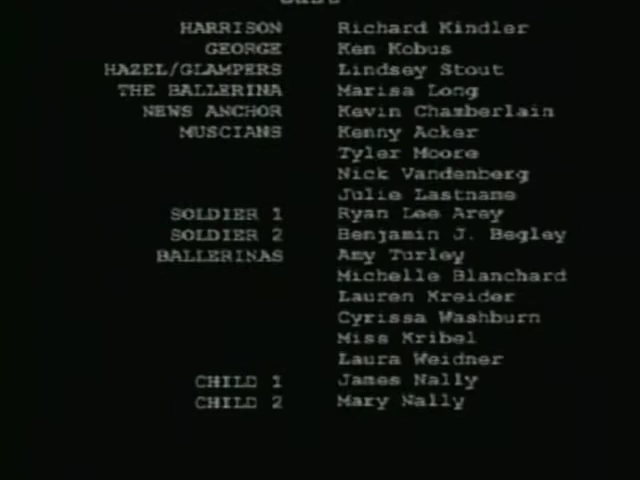 HARRISON Richard Kindler
GEORGE Ken Kobus
HAZEL/GLAMPERS Lindsey Stout
THE BALLERINA Marisa Long
NEWS ANCHOR Kevin Chamberlain
MUSCIANS Kenny Acker
Tyler Moore
Nick Vandenberg
Julie Lastname
SOLDIER 1 Ryan Lee Arey
SOLDIER 2 Benjamin J. Begley
BALLERINAS Amy Turley
Michelle Blanchard
Lauren Kreider
Cyrissa Washburn
Miss Kribel
Laura Weidner
CHILD 1 James Nally
CHILD 2 Mary Nally